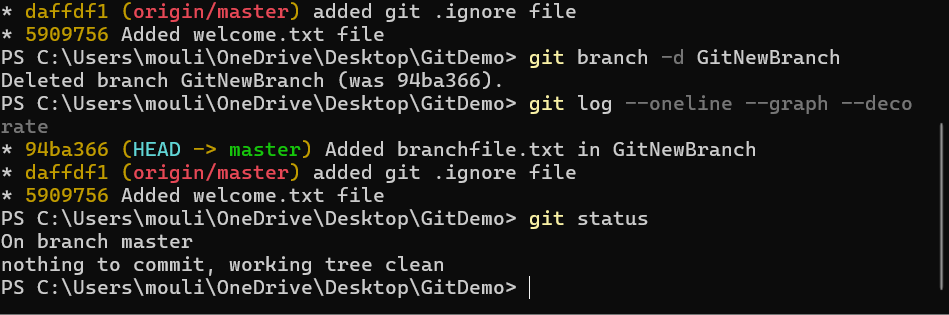 * daffdf1 (origin/master) added git .ignore file
* 5909756 Added welcome.txt file
PS C:\Users\mouli\OneDrive\Desktop\GitDemo> git branch -d GitNewBranch
Deleted branch GitNewBranch (was 94ba366).
PS C:\Users\mouli\OneDrive\Desktop\GitDemo> git log --oneline --graph --deco
rate
* 94ba366 (HEAD -> master) Added branchfile.txt in GitNewBranch
* daffdf1 (origin/master) added git .ignore file
* 5909756 Added welcome.txt file
PS C:\Users\mouli\OneDrive\Desktop\GitDemo> git status
On branch master
nothing to commit, working tree clean
PS C:\Users\mouli\OneDrive\Desktop\GitDemo>